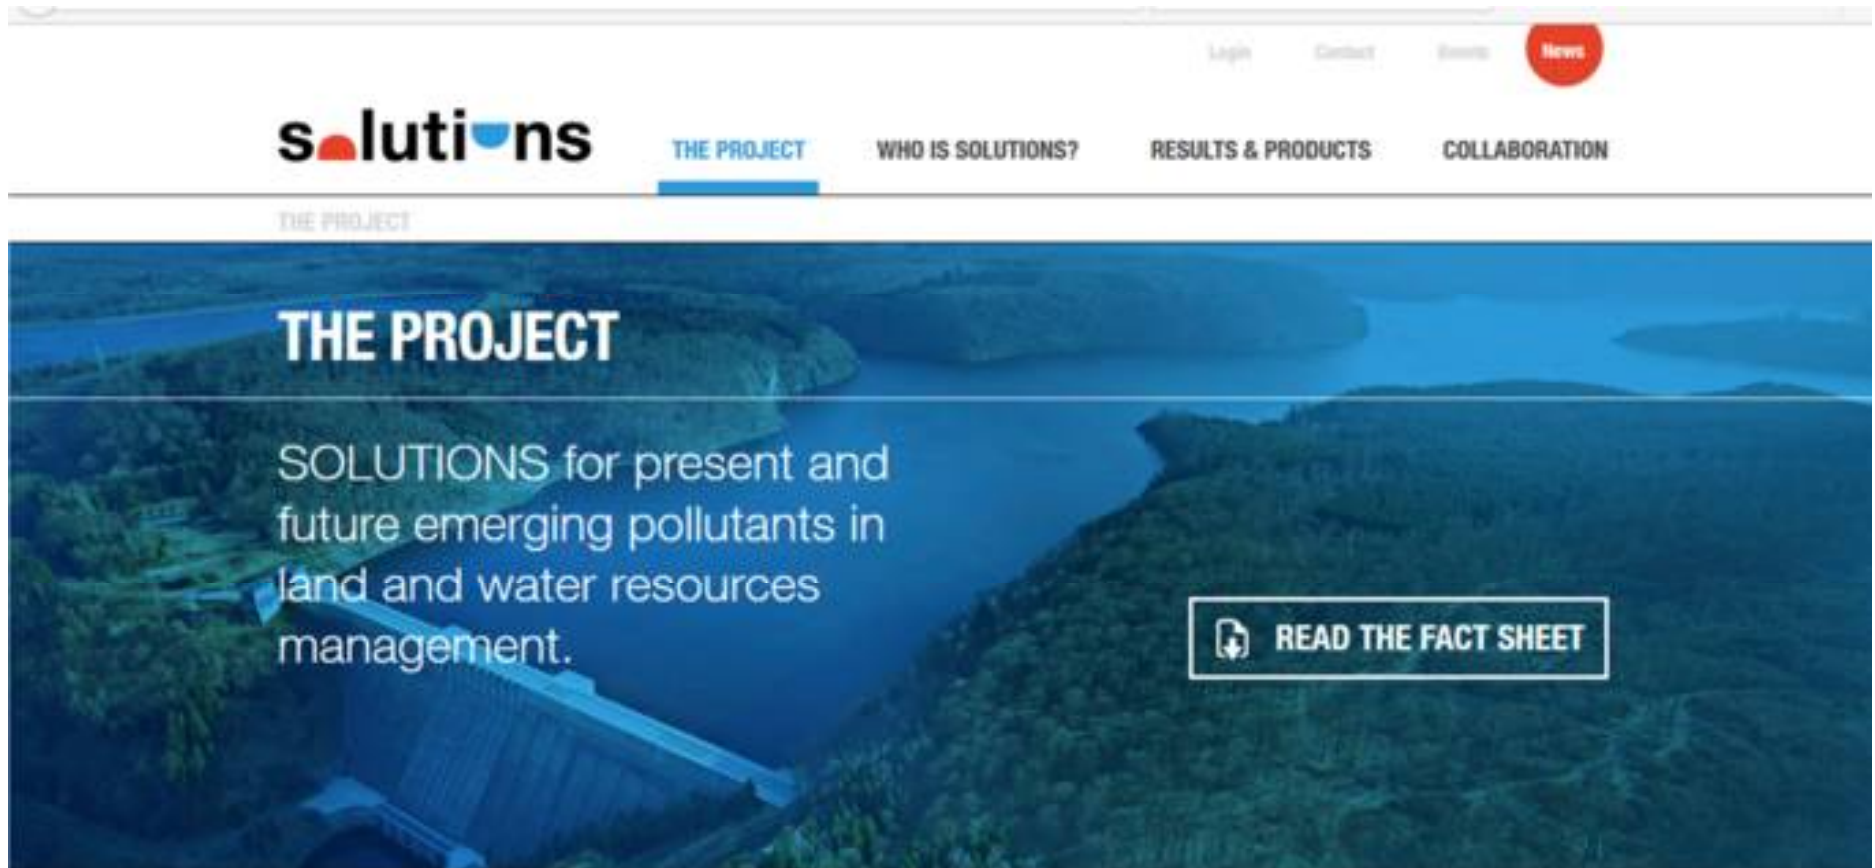 Login Contact Events News
solutions
THE PROJECT WHO IS SOLUTIONS? RESULTS & PRODUCTS COLLABORATION
THE PROJECT
THE PROJECT
SOLUTIONS for present and
future emerging pollutants in
land and water resources
management.
READ THE FACT SHEET